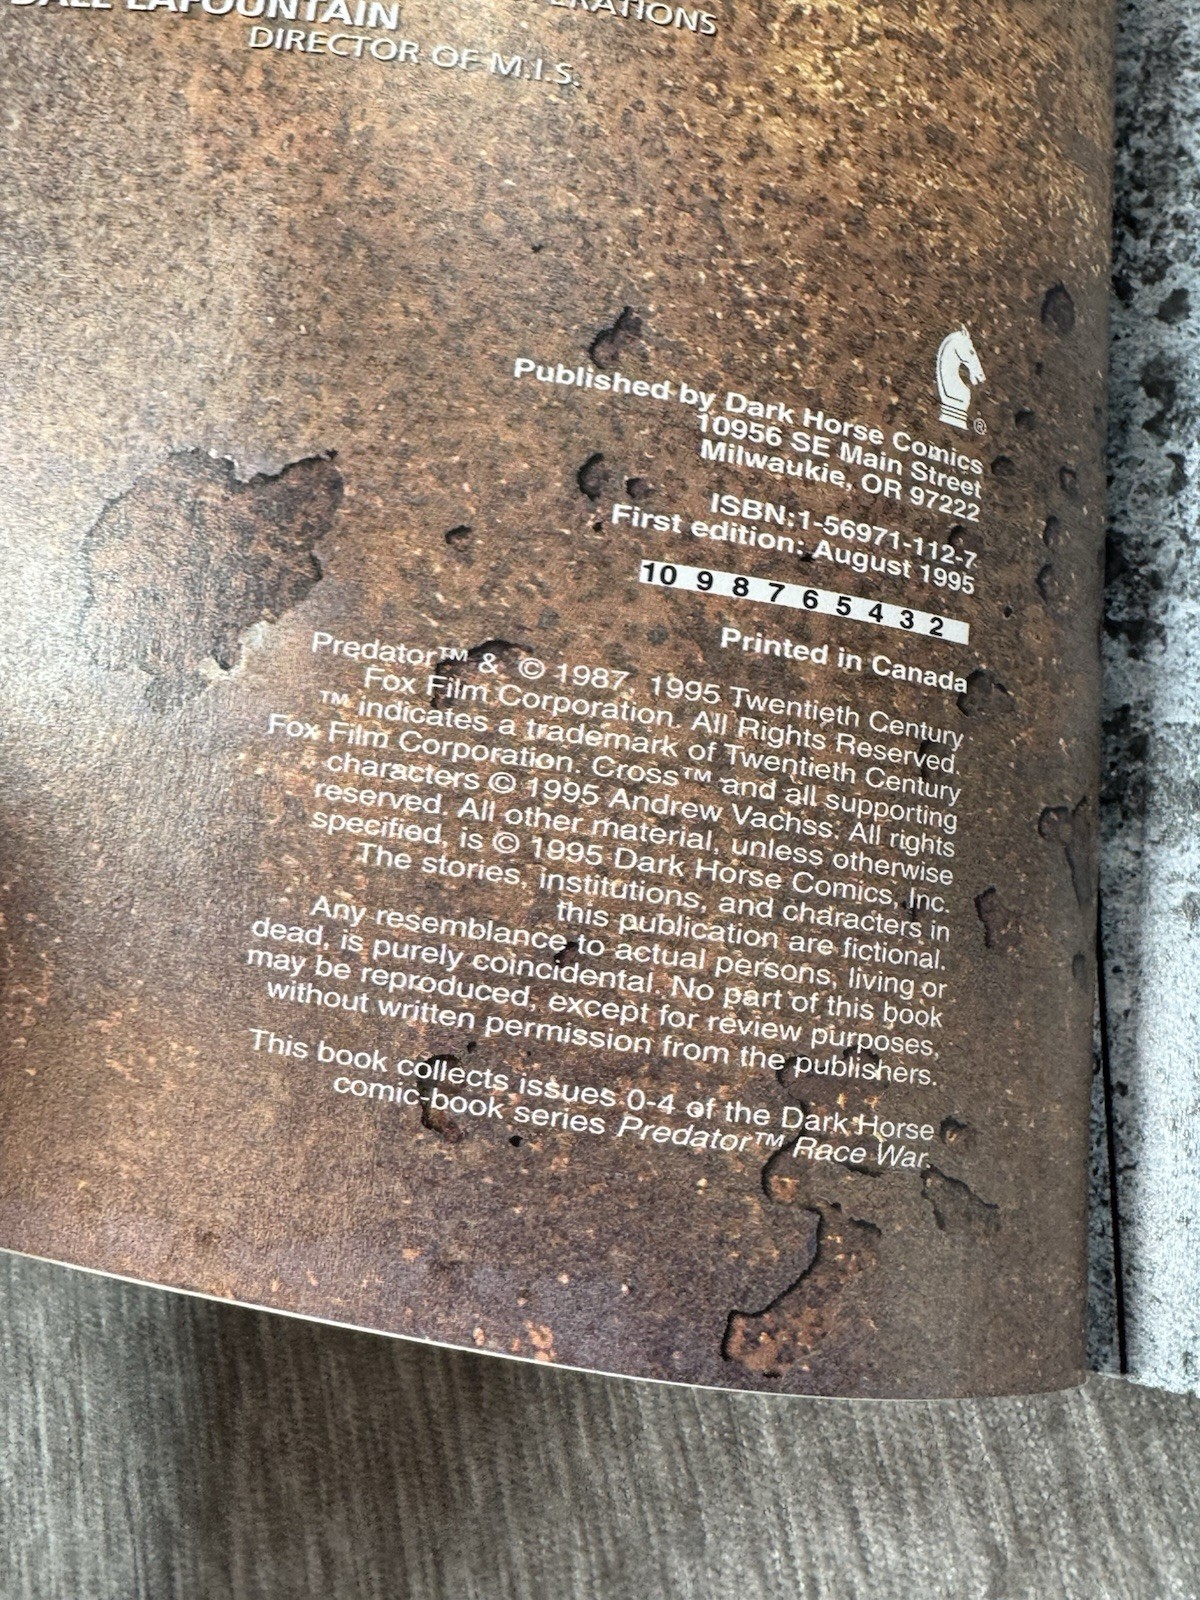 DALE LAFOUNTAIN
DIRECTOR OF M.I.S.
®
Published by Dark Horse Comics
10956 SE Main Street
Milwaukie, OR 97222
ISBN:1-56971-112-7
First edition: August 1995
10 9 8 7 6 5 4 3 2
Printed in Canada
Predator™ & © 1987, 1995 Twentieth Century
Fox Film Corporation. All Rights Reserved.
™ indicates a trademark of Twentieth Century
Fox Film Corporation. Cross™ and all supporting
characters © 1995 Andrew Vachss. All rights
reserved. All other material, unless otherwise
specified, is © 1995 Dark Horse Comics, Inc.
The stories, institutions, and characters in
this publication are fictional.
Any resemblance to actual persons, living or
dead, is purely coincidental. No part of this book
may be reproduced, except for review purposes,
without written permission from the publishers.
This book collects issues 0-4 of the Dark Horse
comic-book series Predator™ Race War.